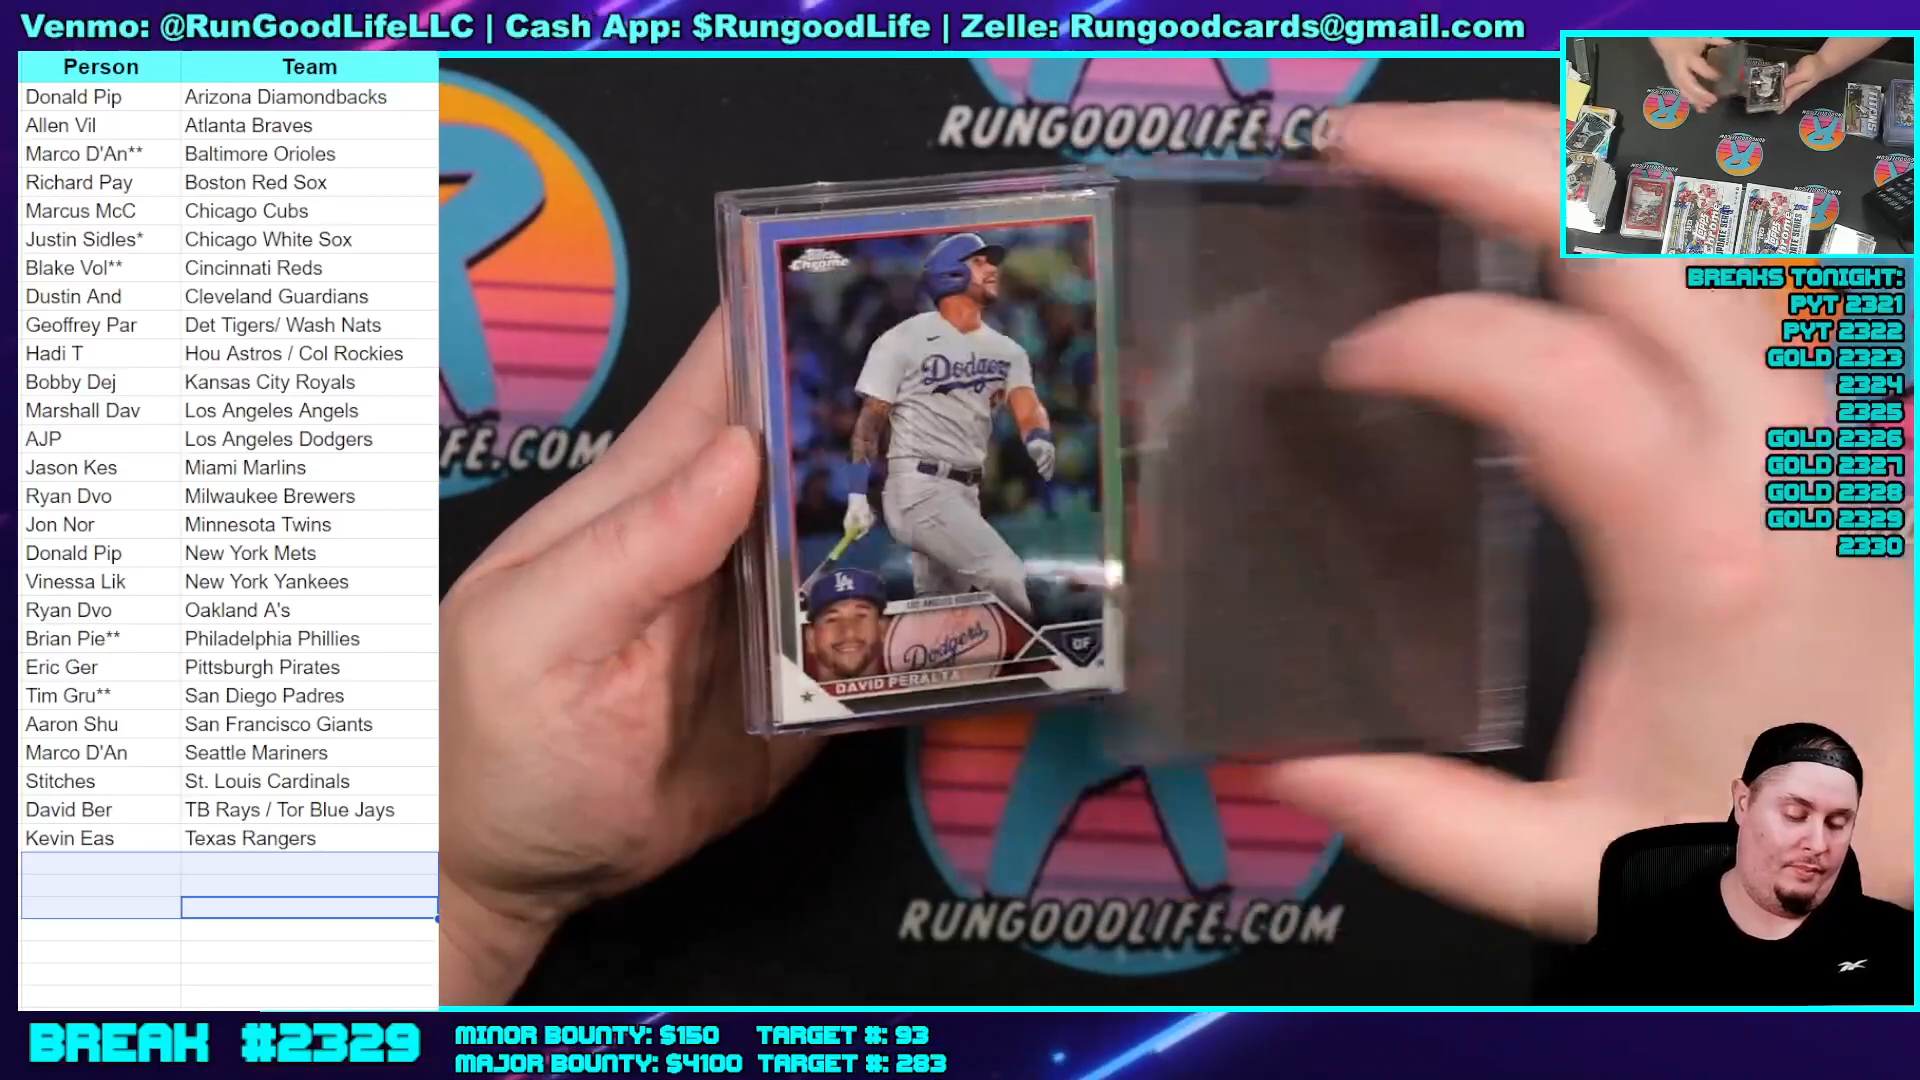 Venmo: @RunGoodLifeLLC | Cash App: $RungoodLife | Zelle: Rungoodcards@gmail.com
Person Team
Donald Pip Arizona Diamondbacks
Allen Vil Atlanta Braves
Marco D'An** Baltimore Orioles
Richard Pay Boston Red Sox
Marcus McC Chicago Cubs
Justin Sidles* Chicago White Sox
Blake Vol** Cincinnati Reds
Dustin And Cleveland Guardians
Geoffrey Par Det Tigers/ Wash Nats
Hadi T Hou Astros / Col Rockies
Bobby Dej Kansas City Royals
Marshall Dav Los Angeles Angels
AJP Los Angeles Dodgers
Jason Kes Miami Marlins
Ryan Dvo Milwaukee Brewers
Jon Nor Minnesota Twins
Donald Pip New York Mets
Vinessa Lik New York Yankees
Ryan Dvo Oakland A's
Brian Pie** Philadelphia Phillies
Eric Ger Pittsburgh Pirates
Tim Gru** San Diego Padres
Aaron Shu San Francisco Giants
Marco D'An Seattle Mariners
Stitches St. Louis Cardinals
David Ber TB Rays / Tor Blue Jays
Kevin Eas Texas Rangers
RUNGOODLIFE.CO
FE.COM
Topps
Chrome
Dodgers
LA
LOS ANGELES DODGERS
Dodgers
OF
DAVID PERALTA
RUNGOODLIFE.COM
BREAKS TONIGHT:
PYT 2321
PYT 2322
GOLD 2323
2324
2325
GOLD 2326
GOLD 2327
GOLD 2328
GOLD 2329
2330
BREAK #2329
MINOR BOUNTY: $150 TARGET #: 93
MAJOR BOUNTY: $4100 TARGET #: 283